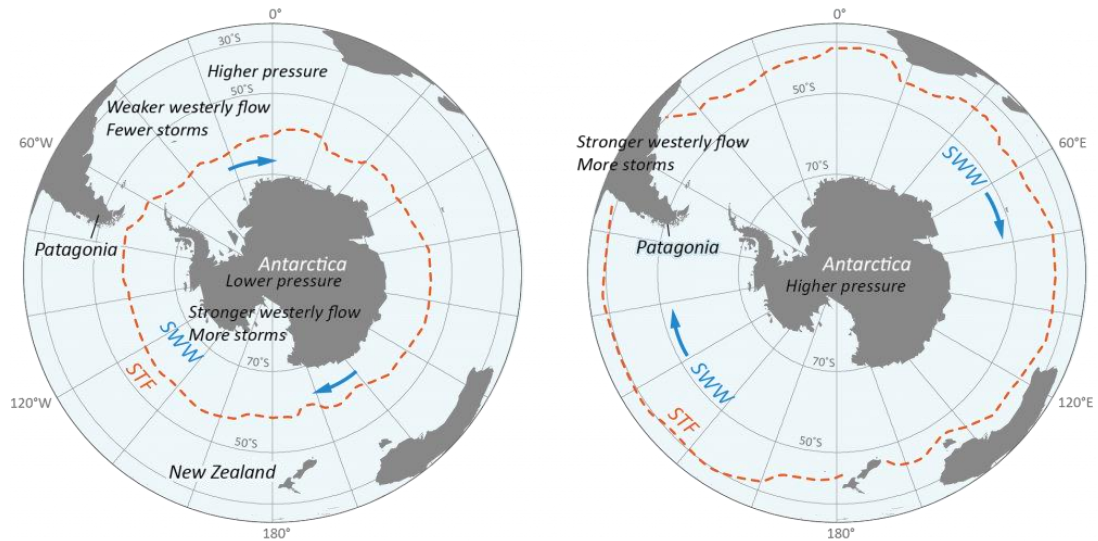 0°
30°S
Higher pressure
50°S
Weaker westerly flow
Fewer storms
60°W
Patagonia
Antarctica
Lower pressure
Stronger westerly flow
More storms
SWW
STF
70°S
120°W
50°S
New Zealand
180°
0°
50°S
Stronger westerly flow
More storms
60°E
70°S
SWW
Patagonia
Antarctica
Higher pressure
SWW
STF
70°S
120°E
50°S
180°